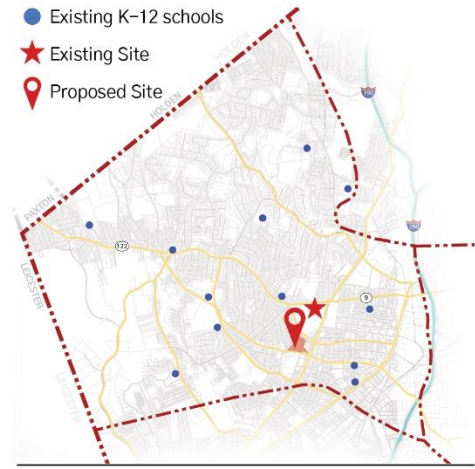 Existing K–12 schools
Existing Site
Proposed Site
HOLDEN
HOLDEN
190
PAXTON
LEICESTER
122
290
9
LEICESTER